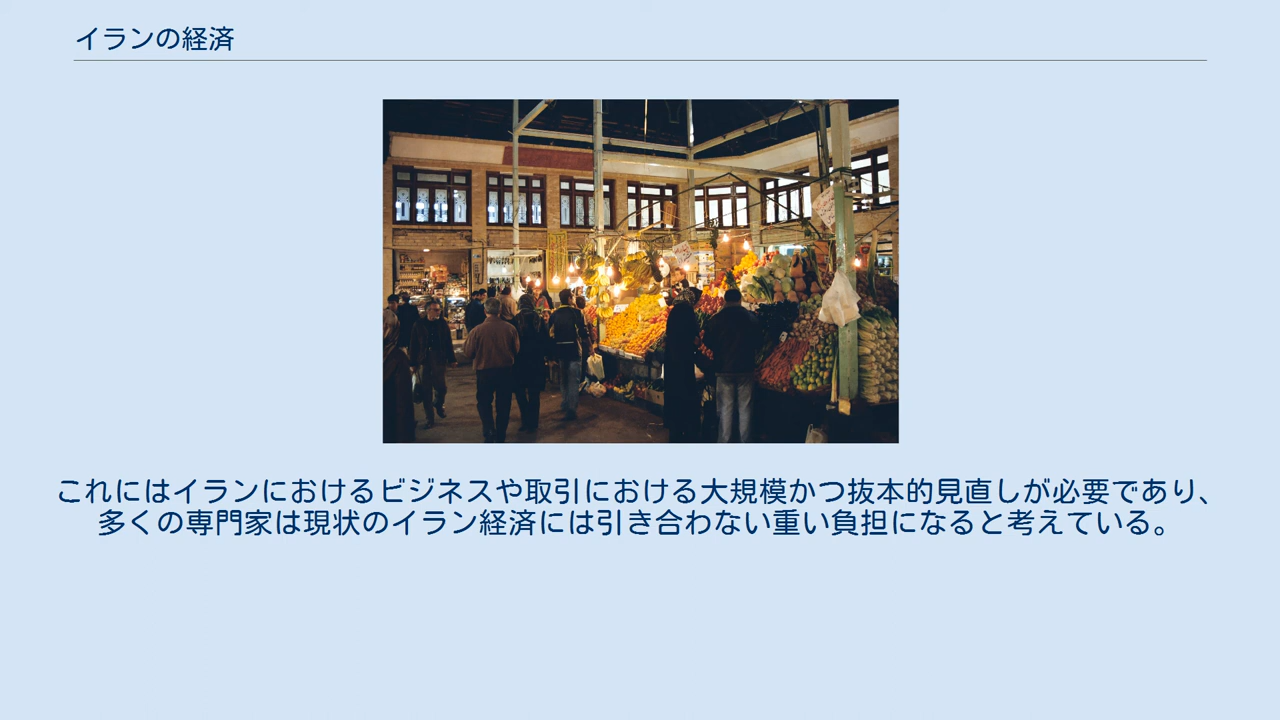 イランの経済
これにはイランにおけるビジネスや取引における大規模かつ抜本的見直しが必要であり、
多くの専門家は現状のイラン経済には引き合わない重い負担になると考えている。